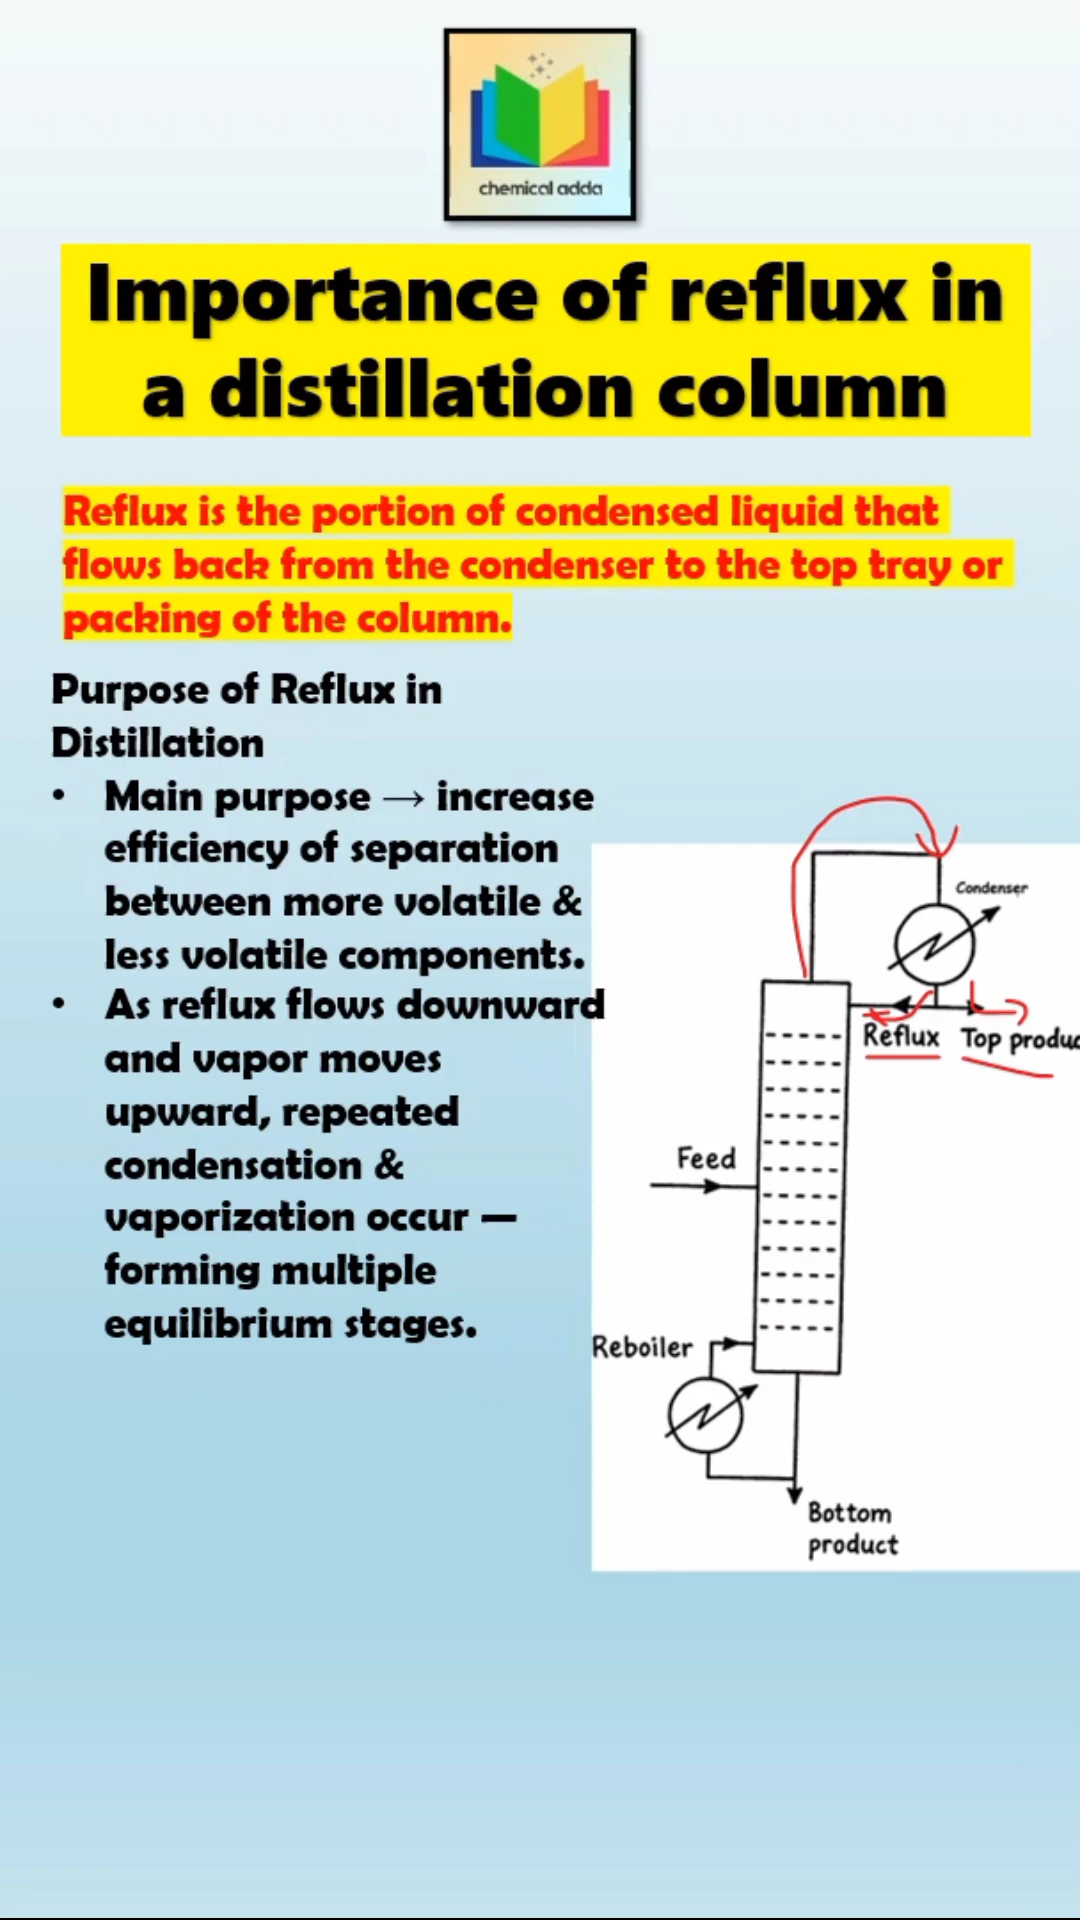 chemical adda
Importance of reflux in
a distillation column
Reflux is the portion of condensed liquid that
flows back from the condenser to the top tray or
packing of the column.
Purpose of Reflux in
Distillation
• Main purpose → increase
efficiency of separation
between more volatile &
less volatile components.
• As reflux flows downward
and vapor moves
upward, repeated
condensation &
vaporization occur —
forming multiple
equilibrium stages.
Condenser
Reflux
Top produc
Feed
Reboiler
Bottom
product